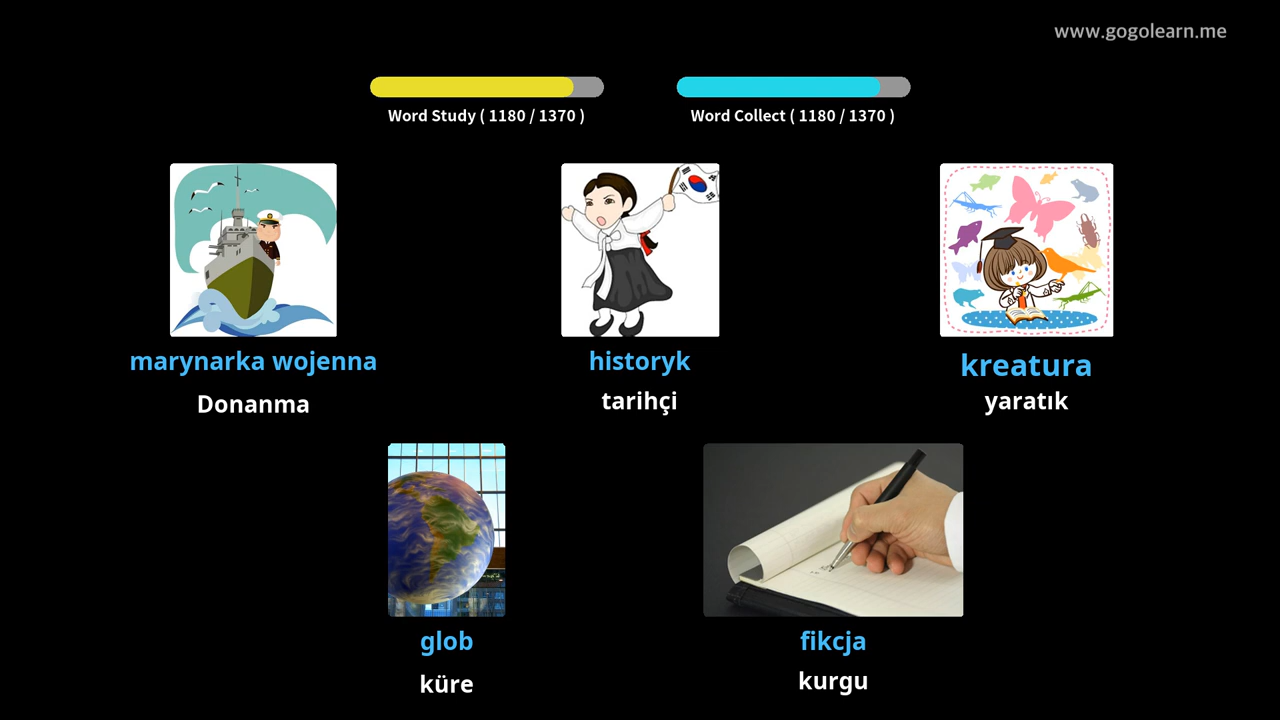 www.gogolearn.me
Word Study ( 1180 / 1370 )
Word Collect ( 1180 / 1370 )
marynarka wojenna
Donanma
historyk
tarihçi
kreatura
yaratık
glob
küre
fikcja
kurgu